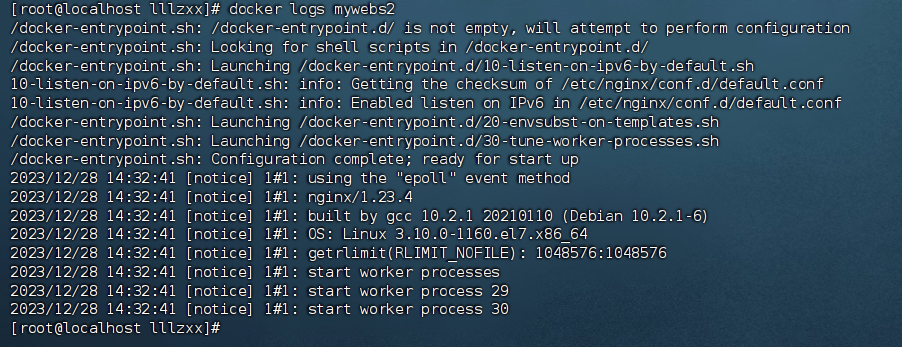 [root@localhost lllzxx]# docker logs mywebs2
/docker-entrypoint.sh: /docker-entrypoint.d/ is not empty, will attempt to perform configuration
/docker-entrypoint.sh: Looking for shell scripts in /docker-entrypoint.d/
/docker-entrypoint.sh: Launching /docker-entrypoint.d/10-listen-on-ipv6-by-default.sh
10-listen-on-ipv6-by-default.sh: info: Getting the checksum of /etc/nginx/conf.d/default.conf
10-listen-on-ipv6-by-default.sh: info: Enabled listen on IPv6 in /etc/nginx/conf.d/default.conf
/docker-entrypoint.sh: Launching /docker-entrypoint.d/20-envsubst-on-templates.sh
/docker-entrypoint.sh: Launching /docker-entrypoint.d/30-tune-worker-processes.sh
/docker-entrypoint.sh: Configuration complete; ready for start up
2023/12/28 14:32:41 [notice] 1#1: using the "epoll" event method
2023/12/28 14:32:41 [notice] 1#1: nginx/1.23.4
2023/12/28 14:32:41 [notice] 1#1: built by gcc 10.2.1 20210110 (Debian 10.2.1-6)
2023/12/28 14:32:41 [notice] 1#1: OS: Linux 3.10.0-1160.el7.x86_64
2023/12/28 14:32:41 [notice] 1#1: getrlimit(RLIMIT_NOFILE): 1048576:1048576
2023/12/28 14:32:41 [notice] 1#1: start worker processes
2023/12/28 14:32:41 [notice] 1#1: start worker process 29
2023/12/28 14:32:41 [notice] 1#1: start worker process 30
[root@localhost lllzxx]#